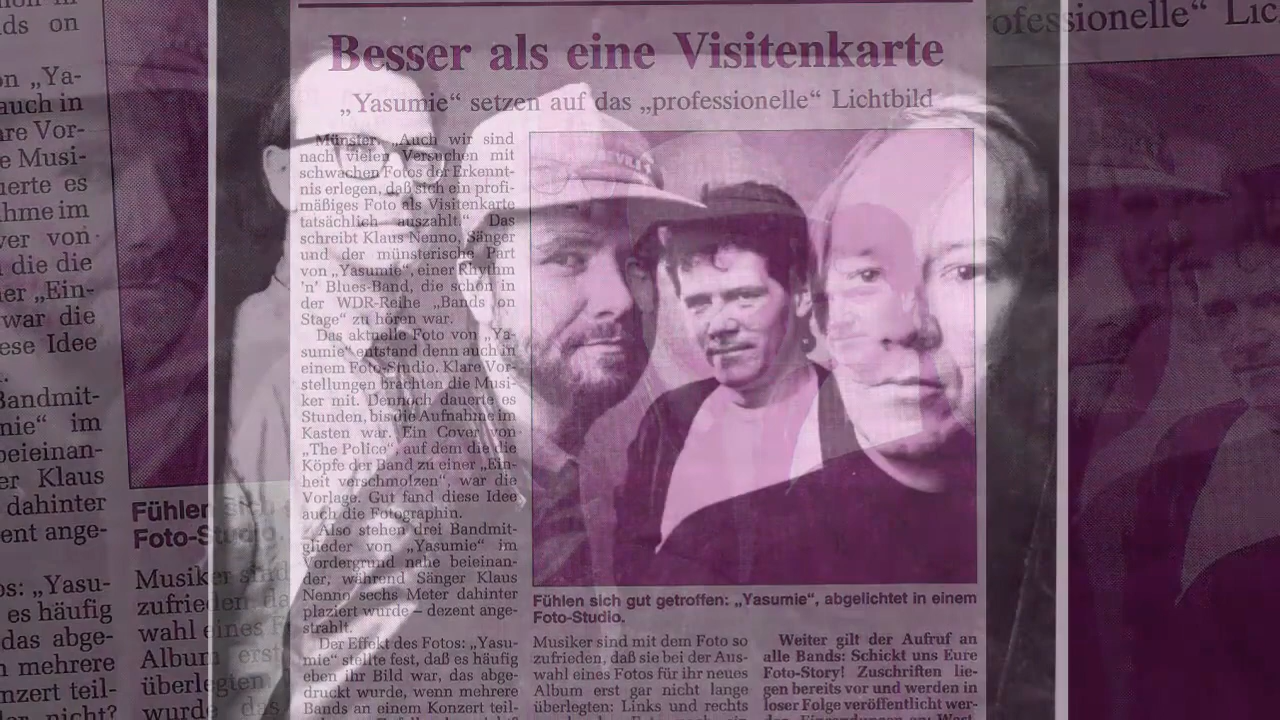 Besser als eine Visitenkarte
„Yasumie“ setzen auf das „professionelle“ Lichtbild
Münster. „Auch wir sind
nach vielen Versuchen mit
schwachen Fotos der Erkennt-
nis erlegen, daß sich ein profi-
mäßiges Foto als Visitenkarte
tatsächlich auszahlt.“ Das
schreibt Klaus Nenno, Sänger
und der münsterische Part
von „Yasumie“, einer Rhythm
'n' Blues-Band, die schon in
der WDR-Reihe „Bands on
Stage“ zu hören war.
Das aktuelle Foto von „Ya-
sumie“ entstand denn auch in
einem Foto-Studio. Klare Vor-
stellungen brachten die Musi-
ker mit. Dennoch dauerte es
Stunden, bis die Aufnahme im
Kasten war. Ein Cover von
„The Police“, auf dem die die
Köpfe der Band zu einer „Ein-
heit verschmolzen“, war die
Vorlage. Gut fand diese Idee
auch die Fotographin.
Also stehen drei Bandmit-
glieder von „Yasumie“ im
Vordergrund nahe beieinan-
der, während Sänger Klaus
Nenno sechs Meter dahinter
plaziert wurde – dezent ange-
strahlt.
Der Effekt des Fotos: „Yasu-
mie“ stellte fest, daß es häufig
eben ihr Bild war, das abge-
druckt wurde, wenn mehrere
Bands an einem Konzert teil-
Fühlen sich gut getroffen: „Yasumie“, abgelichtet in einem
Foto-Studio.
Musiker sind mit dem Foto so
zufrieden, daß sie bei der Aus-
wahl eines Fotos für ihr neues
Album erst gar nicht lange
überlegten: Links und rechts
Weiter gilt der Aufruf an
alle Bands: Schickt uns Eure
Foto-Story! Zuschriften lie-
gen bereits vor und werden in
loser Folge veröffentlicht wer-